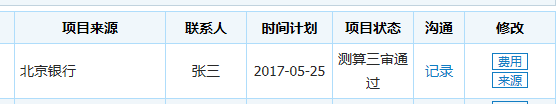 项目来源 联系人 时间计划 项目状态 沟通 修改
北京银行 张三 2017-05-25 测算三审通过 记录 费用
来源